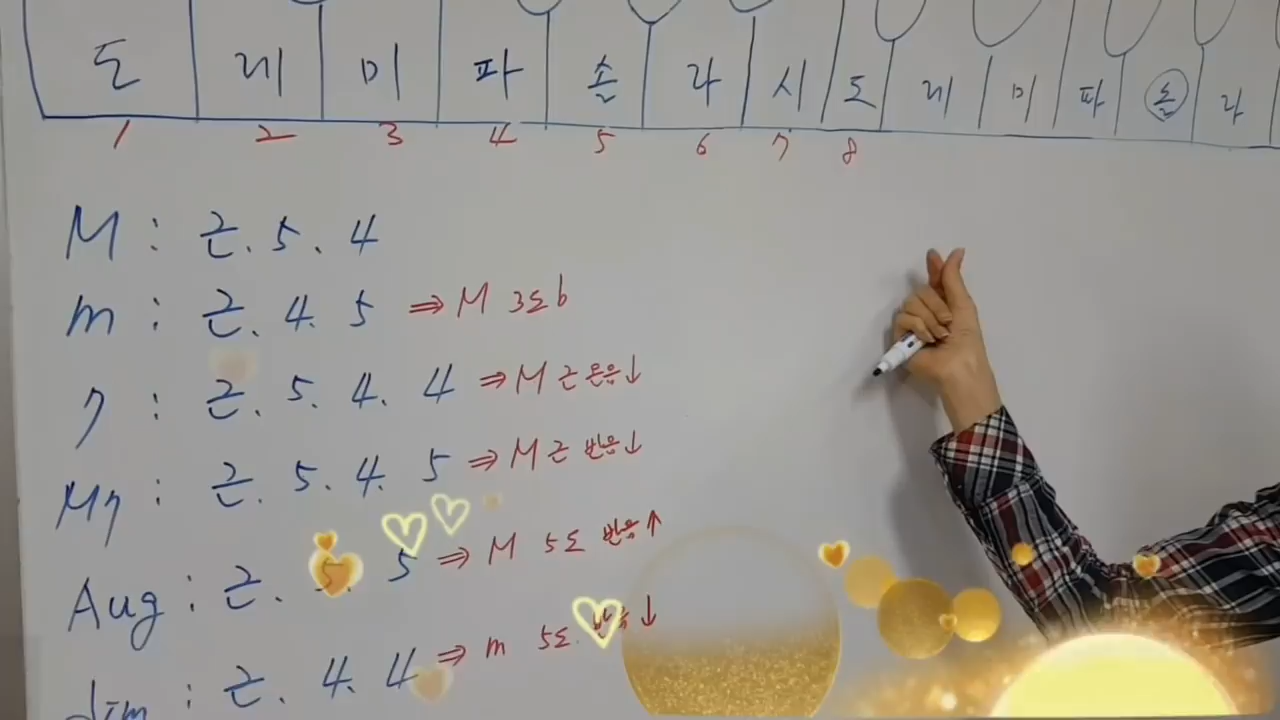 도 레 미 파 솔 라 시 도 레 미 파 솔 라
1 2 3 4 5 6 7 8
M : 근. 5. 4
m : 근. 4. 5 ⇒ M 3도 b
7 : 근. 5. 4. 4 ⇒ M 근 온음↓
M7 : 근. 5. 4. 5 ⇒ M 근 반음↓
Aug : 근. 5. 5 ⇒ M 5도 반음↑
dim : 근. 4. 4 ⇒ m 5도 반음↓